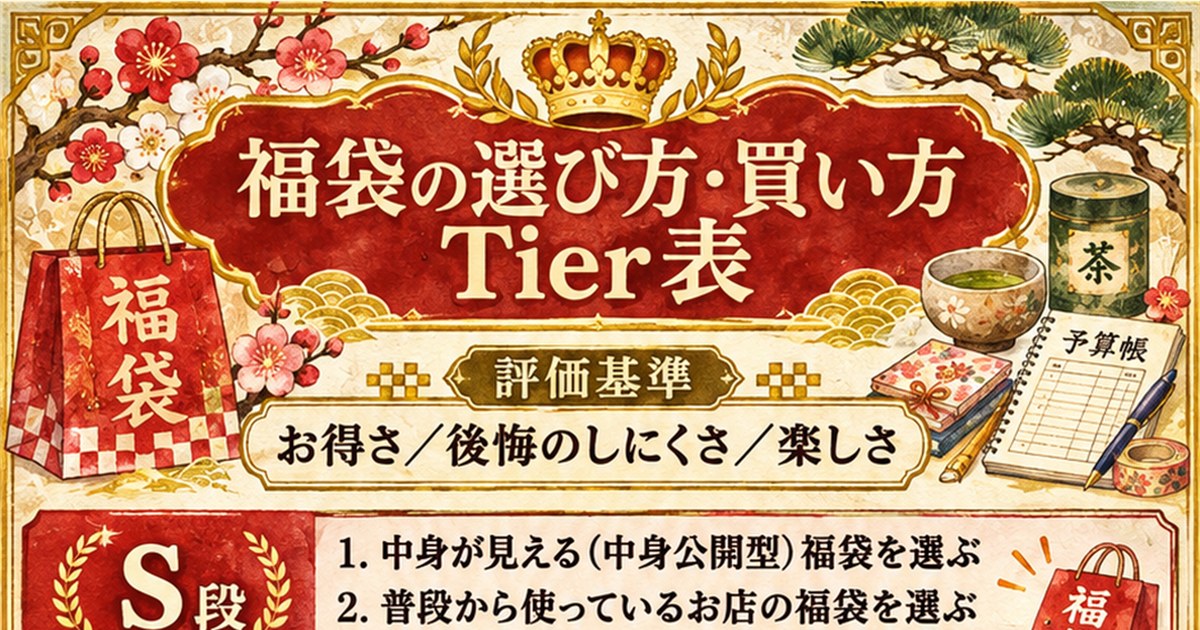 福袋の選び方・買い方
Tier表
評価基準
お得さ／後悔のしにくさ／楽しさ
福袋
茶
予算帳
S段
1. 中身が見える（中身公開型）福袋を選ぶ
2. 普段から使っているお店の福袋を選ぶ
福